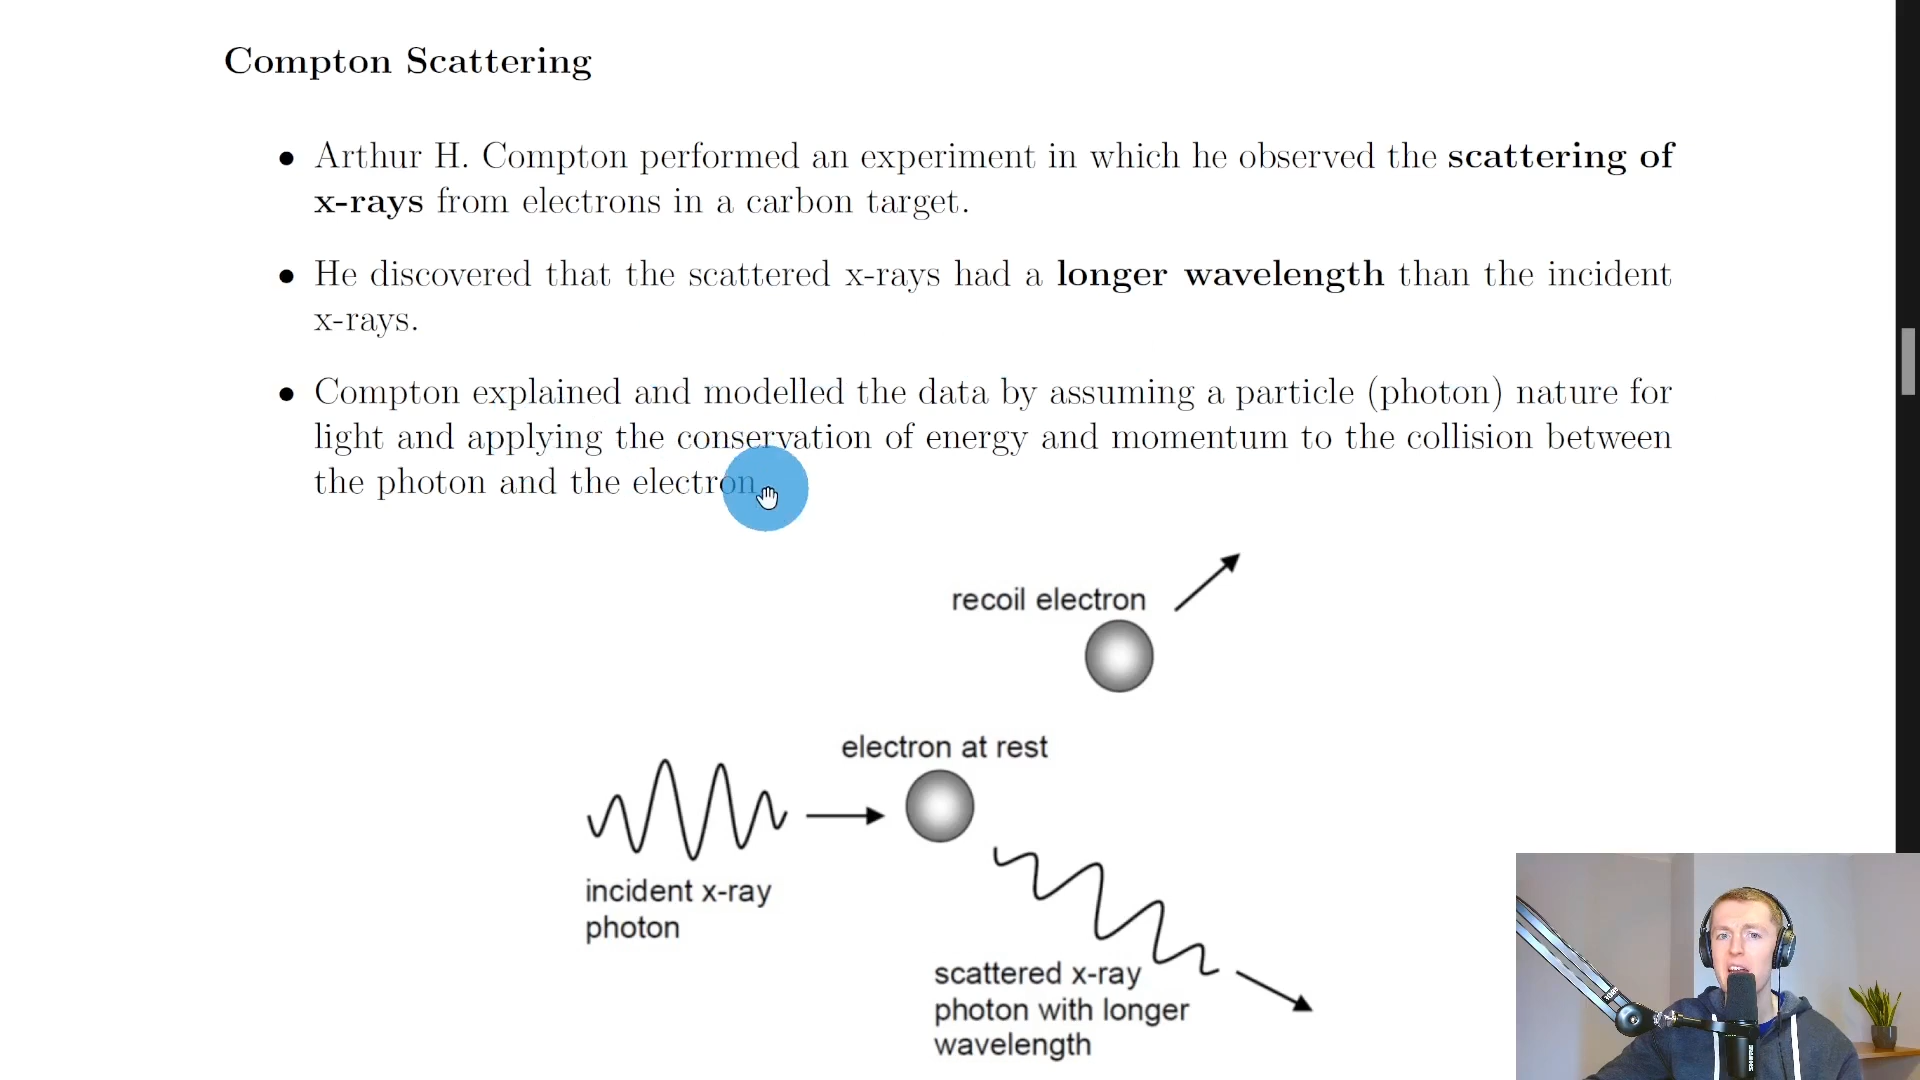 Compton Scattering
• Arthur H. Compton performed an experiment in which he observed the scattering of
x-rays from electrons in a carbon target.
• He discovered that the scattered x-rays had a longer wavelength than the incident
x-rays.
• Compton explained and modelled the data by assuming a particle (photon) nature for
light and applying the conservation of energy and momentum to the collision between
the photon and the electron.
recoil electron
electron at rest
incident x-ray
photon
scattered x-ray
photon with longer
wavelength